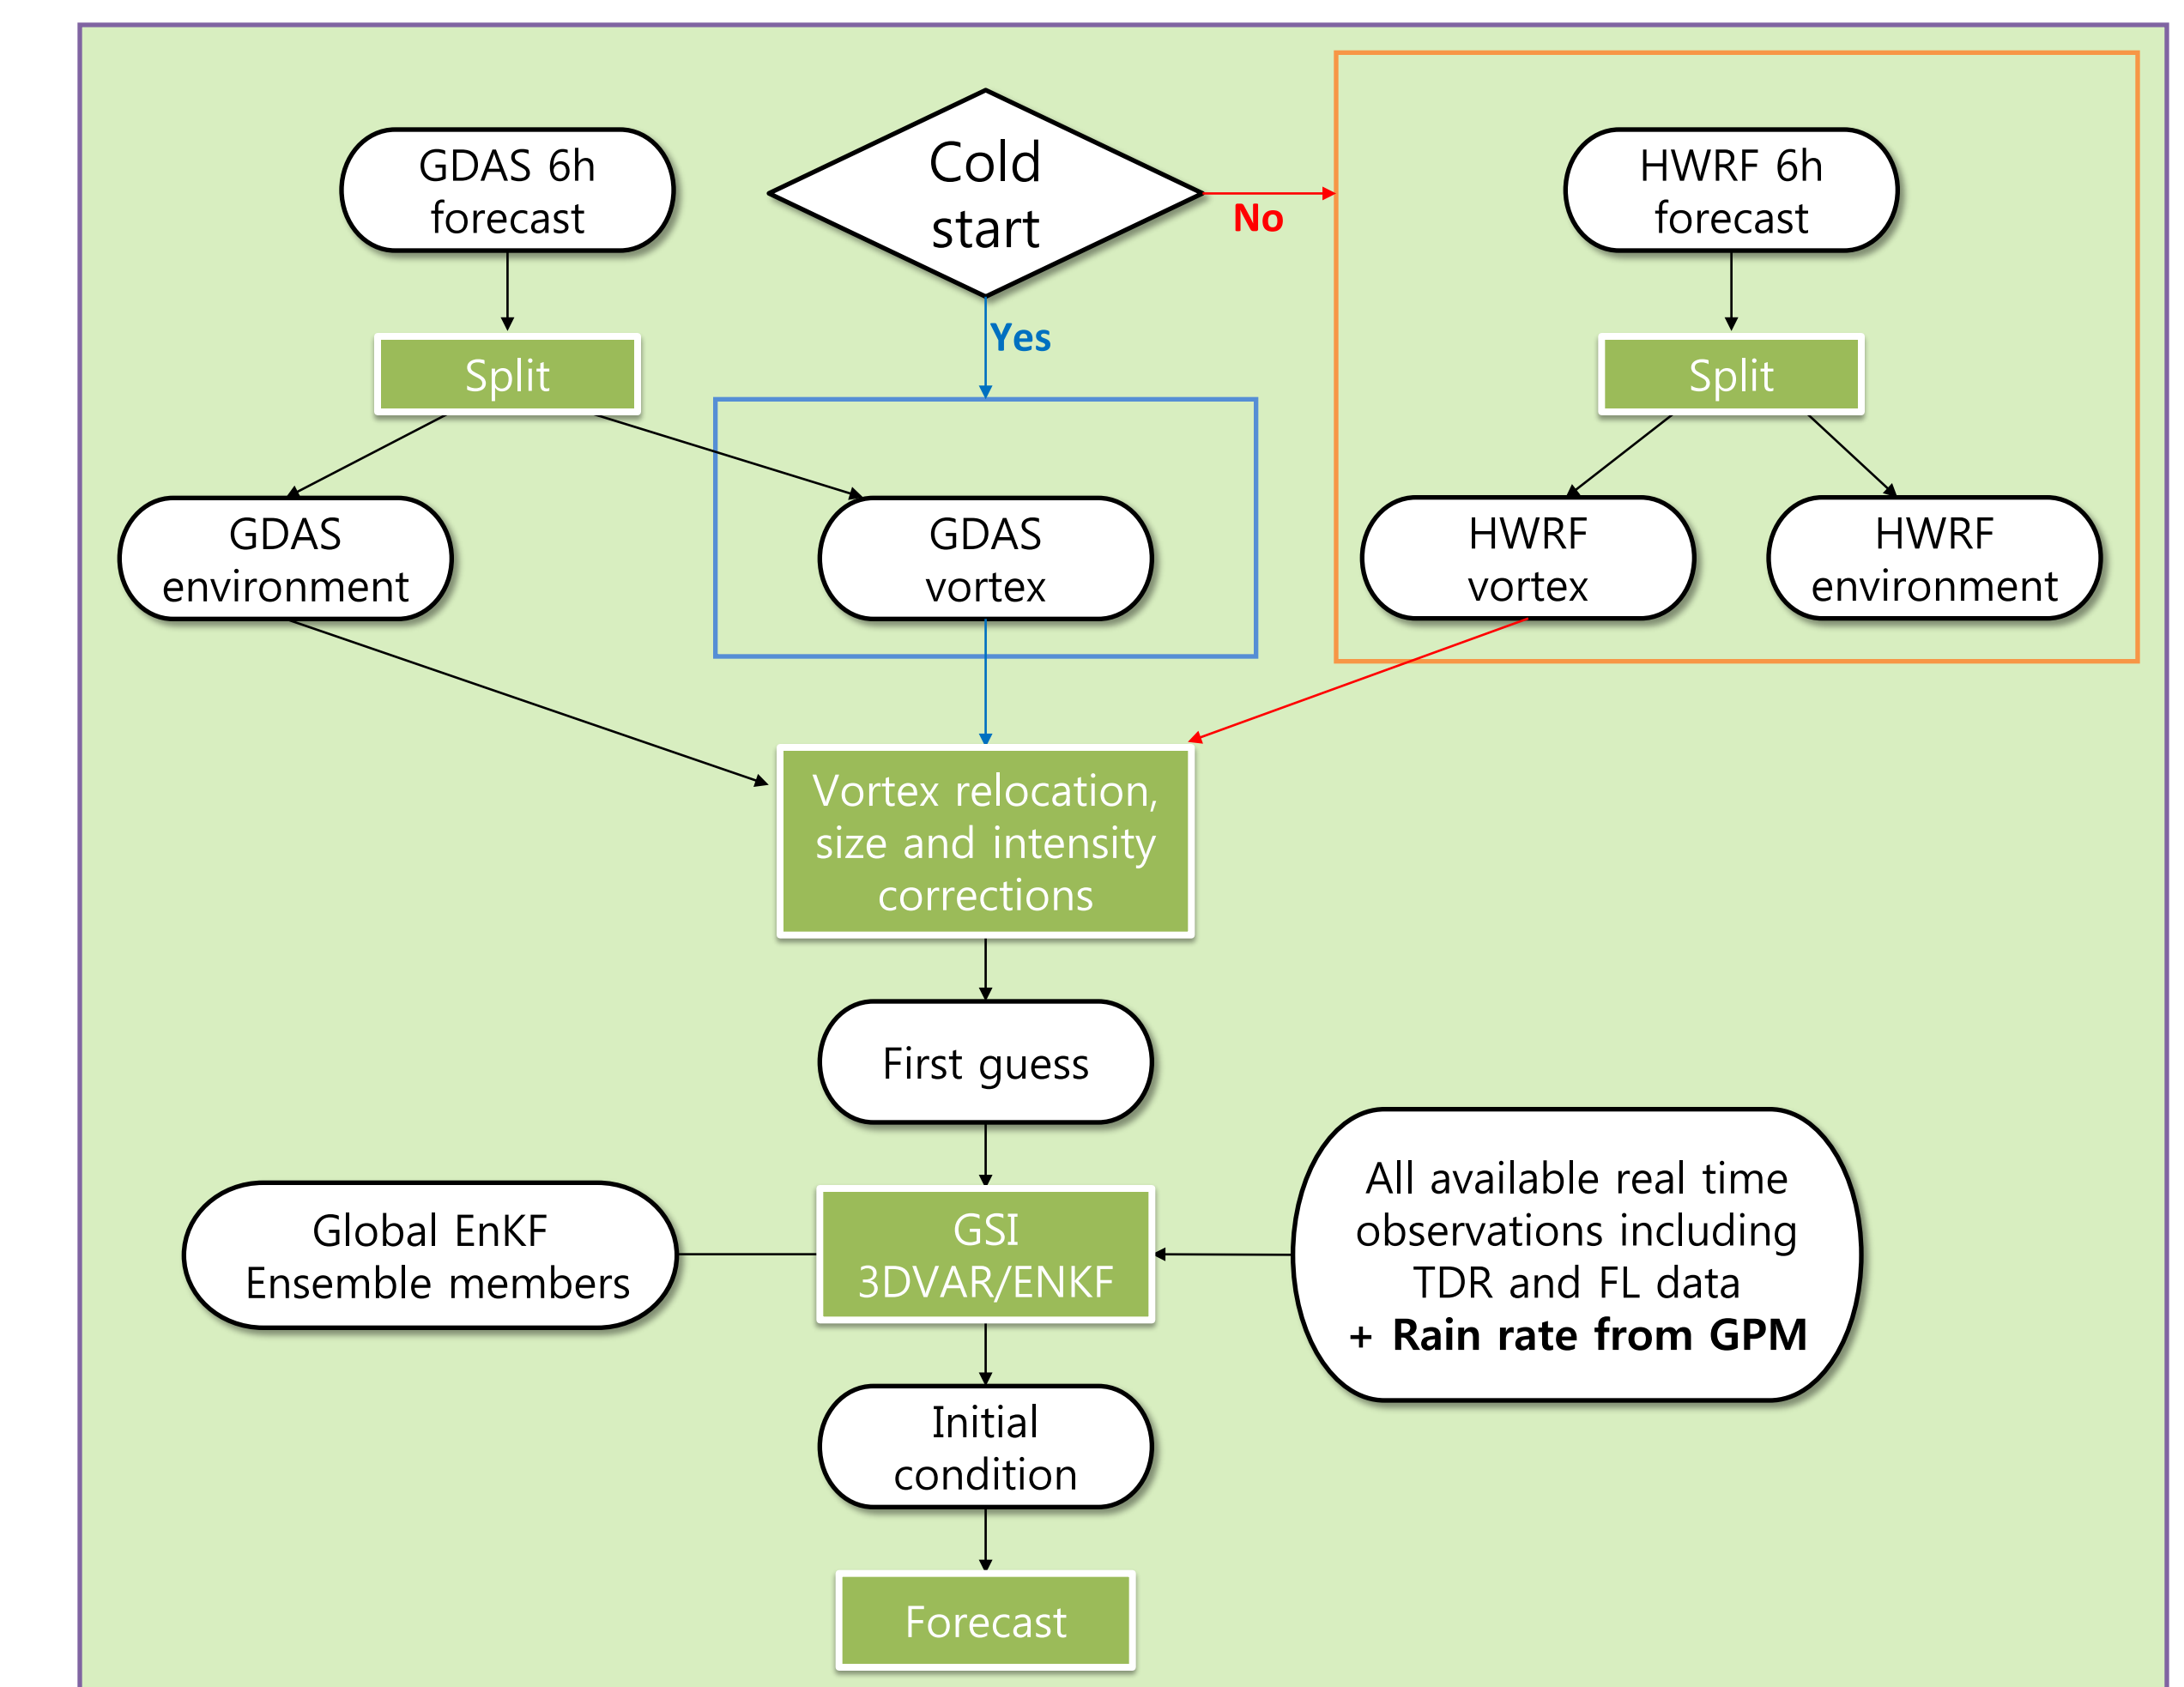 GDAS 6h
forecast
Cold
start
No
HWRF 6h
forecast
Yes
Split
Split
GDAS
environment
GDAS
vortex
HWRF
vortex
HWRF
environment
Vortex relocation,
size and intensity
corrections
First guess
Global EnKF
Ensemble members
GSI
3DVAR/ENKF
All available real time
observations including
TDR and FL data
+ Rain rate from GPM
Initial
condition
Forecast